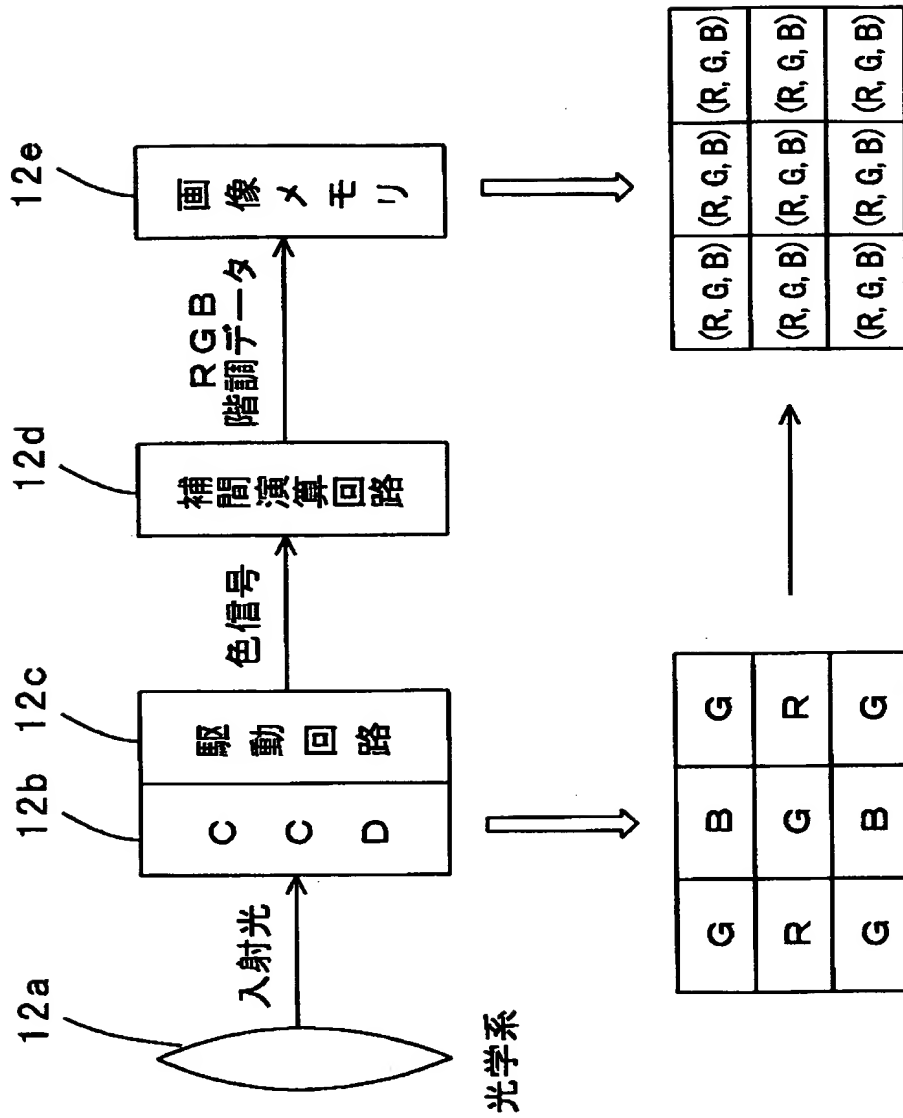 12a
12b
12c
12d
12e
光学系
入射光
CCD
駆動回路
色信号
補間演算回路
RGB
階調データ
画像メモリ
G B G
R G R
G B G
(R, G, B) (R, G, B) (R, G, B)
(R, G, B) (R, G, B) (R, G, B)
(R, G, B) (R, G, B) (R, G, B)